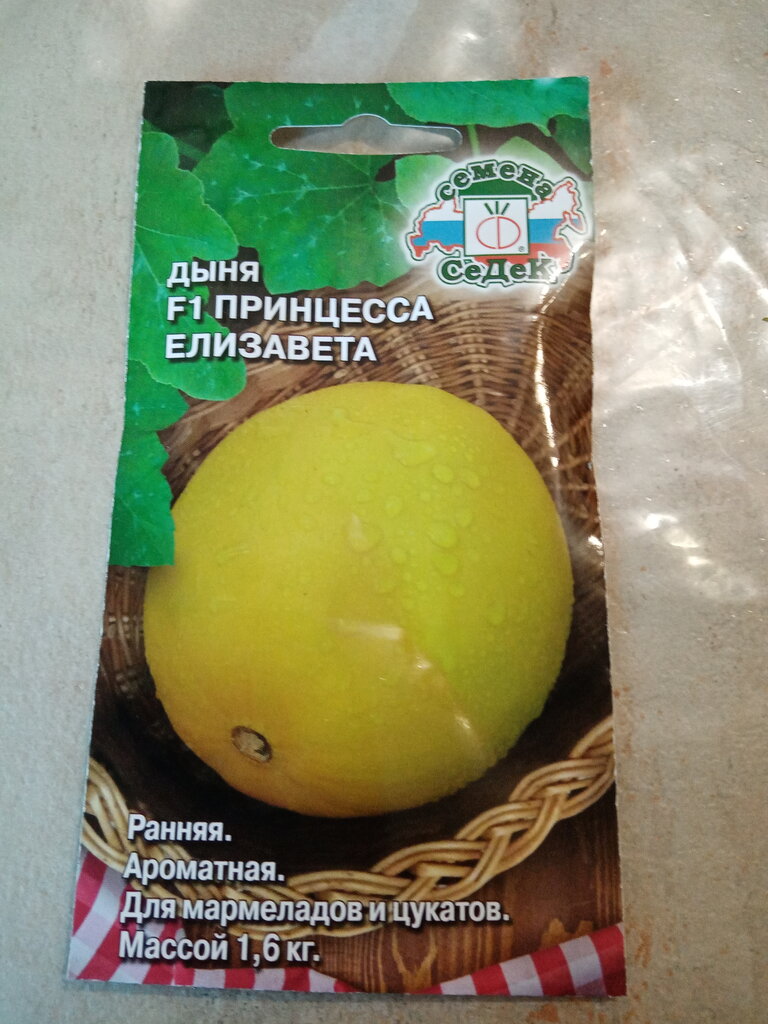 семена
СеДеК
ДЫНЯ
F1 ПРИНЦЕССА
ЕЛИЗАВЕТА
Ранняя.
Ароматная.
Для мармеладов и цукатов.
Массой 1,6 кг.